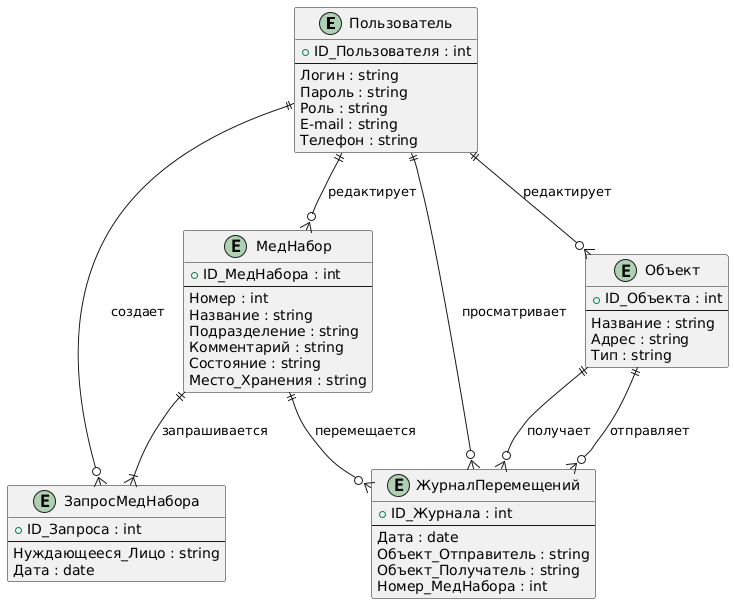 E Пользователь
ID_Пользователя : int
Логин : string
Пароль : string
Роль : string
E-mail : string
Телефон : string
редактирует
редактирует
E МедНабор
ID_МедНабора : int
Номер : int
Название : string
Подразделение : string
Комментарий : string
Состояние : string
Место_Хранения : string
E Объект
ID_Объекта : int
Название : string
Адрес : string
Тип : string
создает
просматривает
запрашивается
перемещается
получает
отправляет
E ЗапросМедНабора
ID_Запроса : int
Нуждающееся_Лицо : string
Дата : date
E ЖурналПеремещений
ID_Журнала : int
Дата : date
Объект_Отправитель : string
Объект_Получатель : string
Номер_МедНабора : int